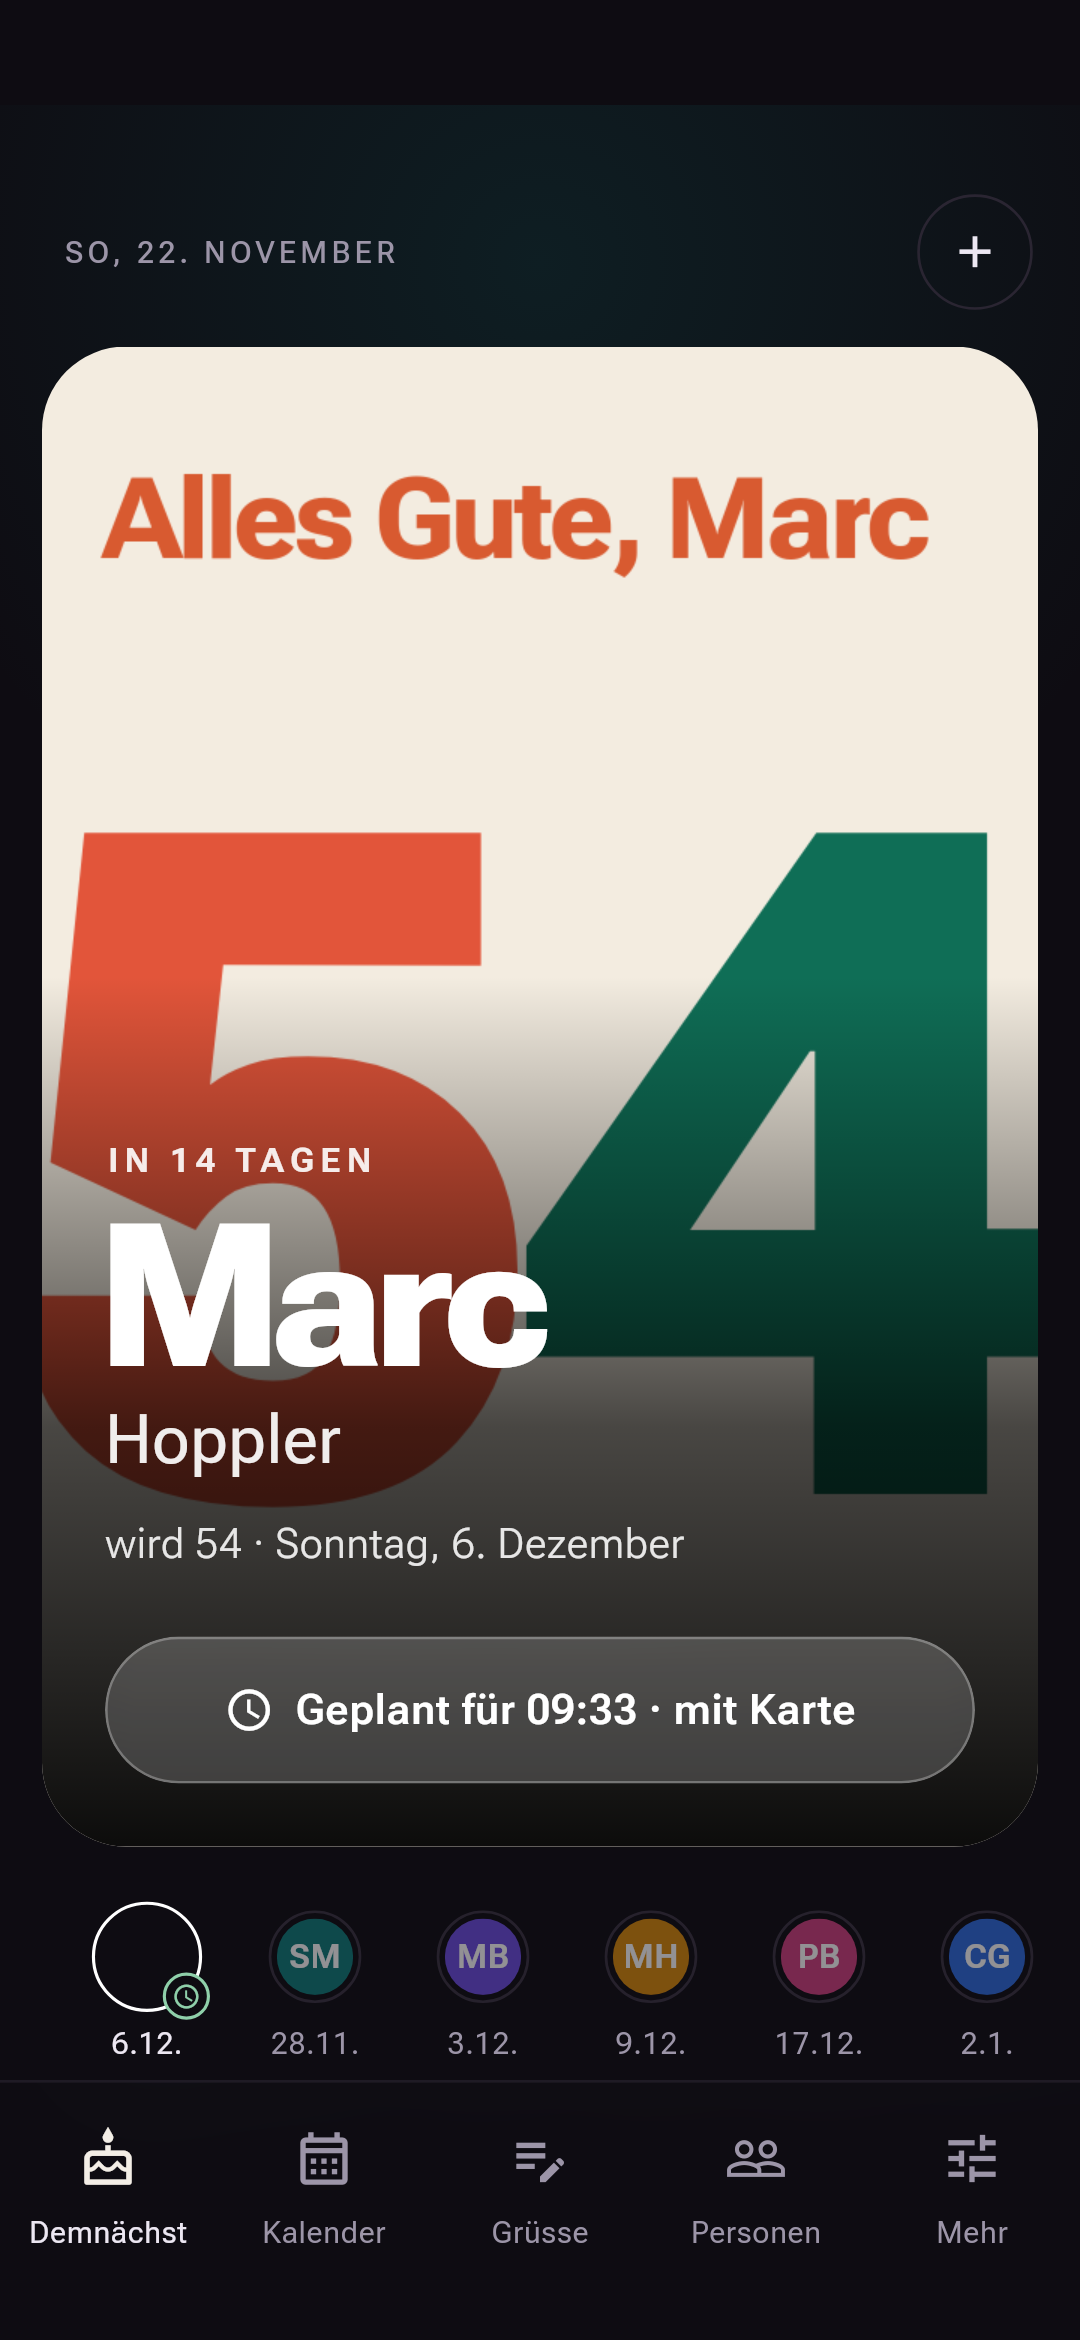 SO, 22. NOVEMBER
Alles Gute, Marc
54
IN 14 TAGEN
Marc
Hoppler
wird 54 · Sonntag, 6. Dezember
Geplant für 09:33 · mit Karte
SM MB MH PB CG
6.12. 28.11. 3.12. 9.12. 17.12. 2.1.
Demnächst Kalender Grüsse Personen Mehr